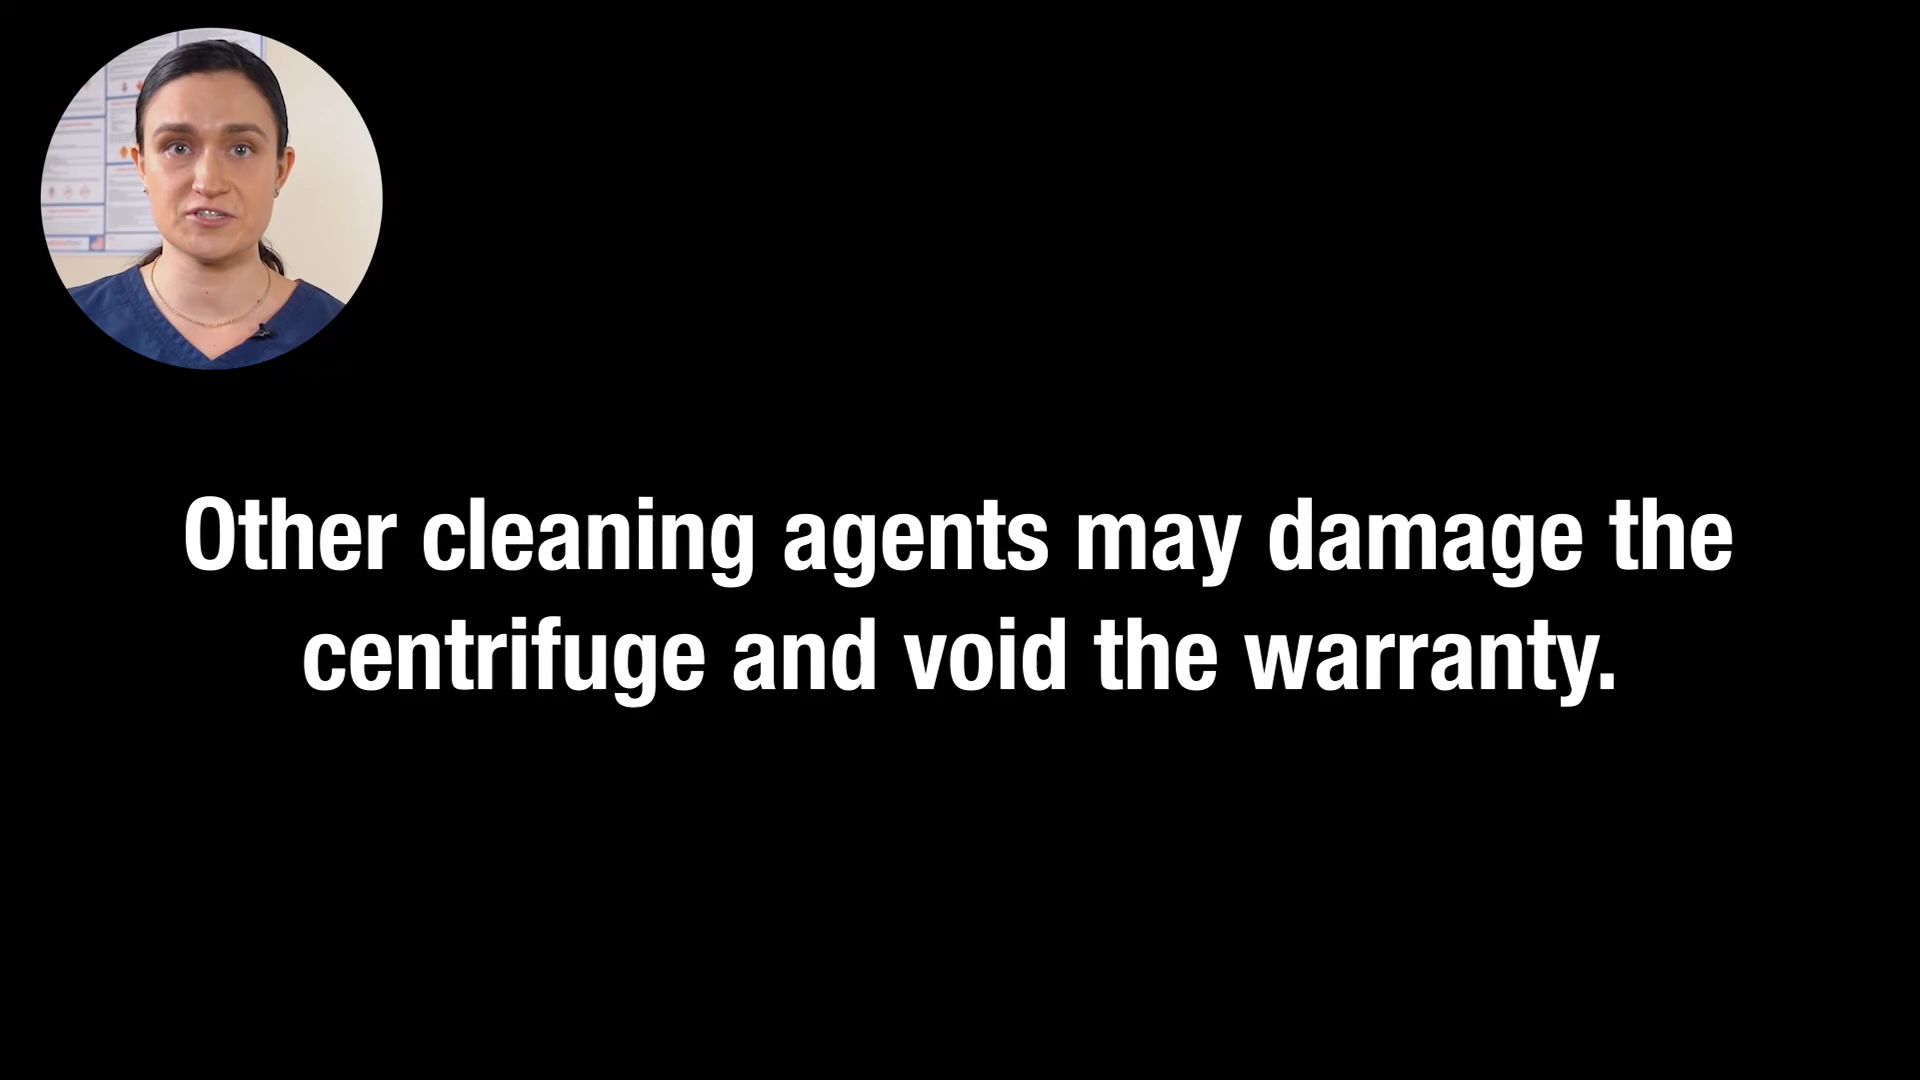 Other cleaning agents may damage the
centrifuge and void the warranty.